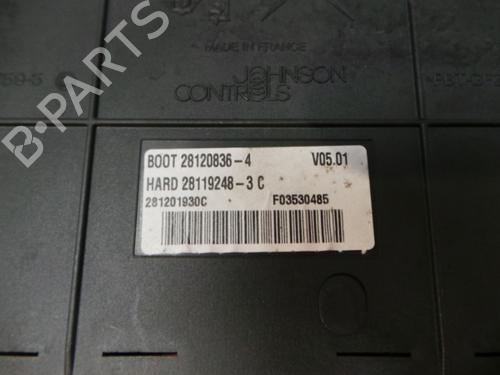 MADE IN FRANCE
JOHNSON
CONTROLS
BOOT 28120836-4 V05.01
HARD 28119248-3 C
281201930C F03530485
B-PARTS